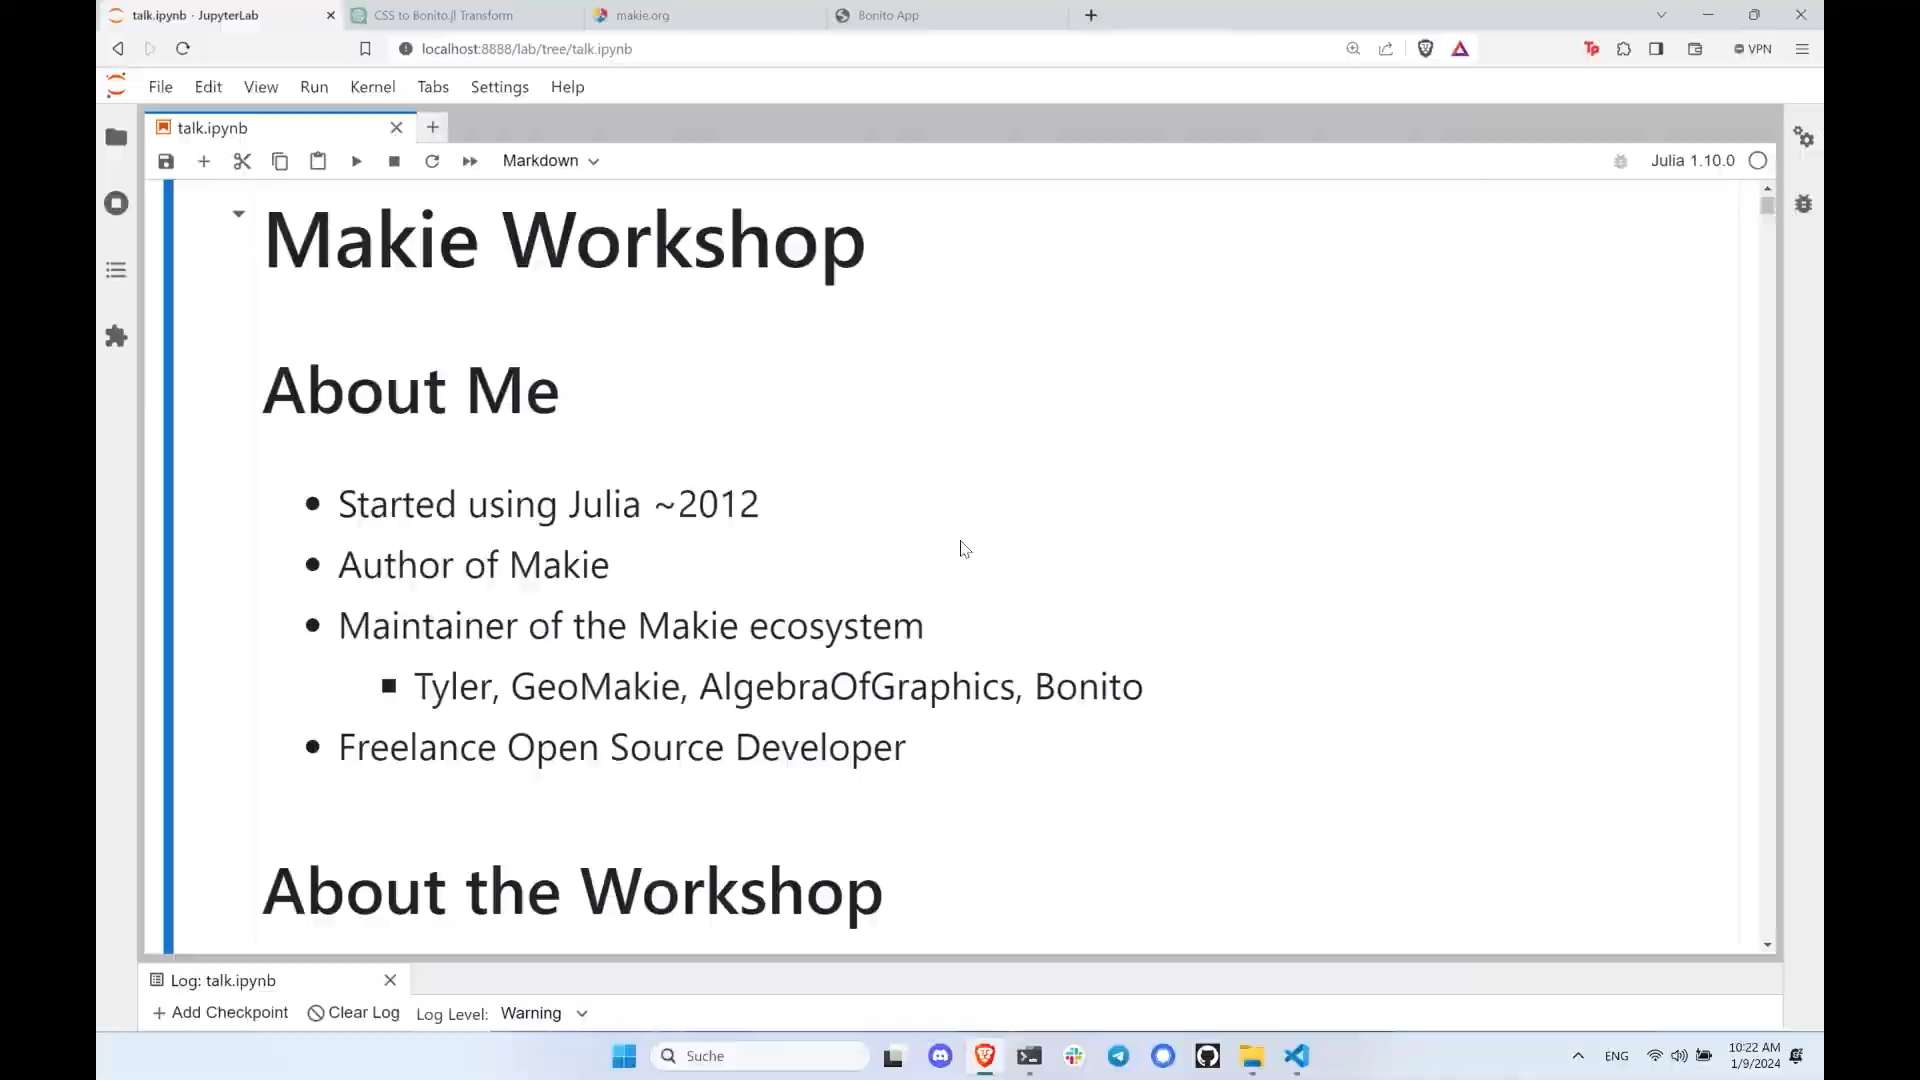 talk.ipynb · JupyterLab
CSS to Bonito.jl Transform
makie.org
Bonito App
localhost:8888/lab/tree/talk.ipynb
VPN
File Edit View Run Kernel Tabs Settings Help
talk.ipynb
Markdown
Julia 1.10.0
Makie Workshop
About Me
Started using Julia ~2012
Author of Makie
Maintainer of the Makie ecosystem
Tyler, GeoMakie, AlgebraOfGraphics, Bonito
Freelance Open Source Developer
About the Workshop
Log: talk.ipynb
Add Checkpoint Clear Log Log Level: Warning
Suche
ENG
10:22 AM
1/9/2024